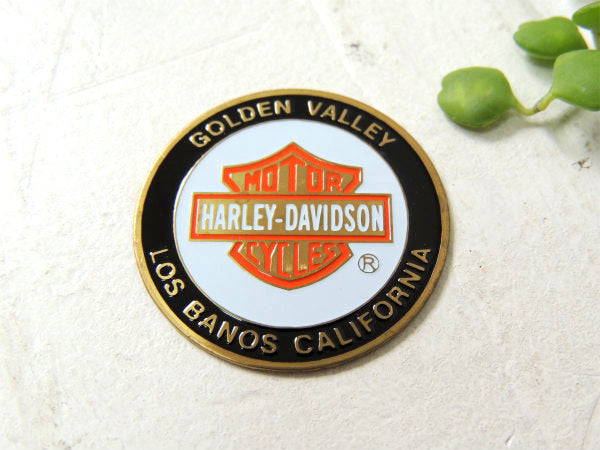 GOLDEN VALLEY
MOTOR
HARLEY-DAVIDSON
CYCLES
®
LOS BANOS CALIFORNIA